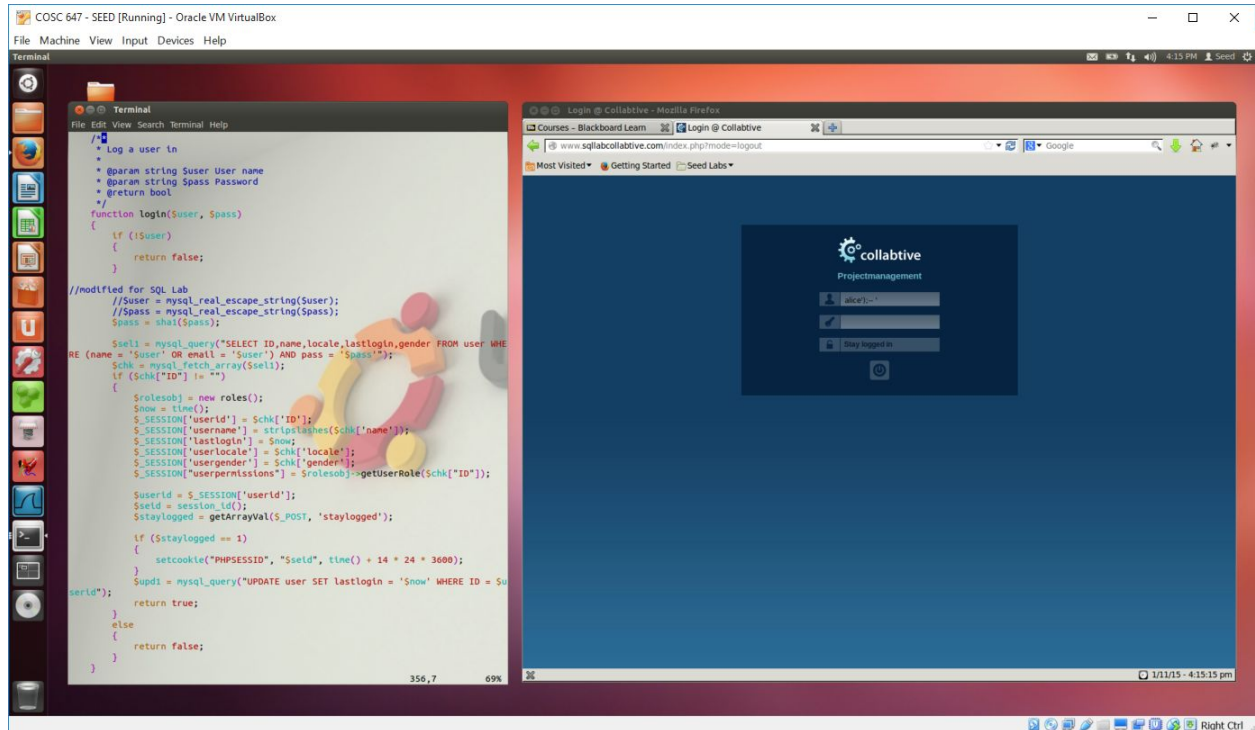 COSC 647 - SEED [Running] - Oracle VM VirtualBox
File Machine View Input Devices Help
Terminal
4:15 PM Seed
Terminal
File Edit View Search Terminal Help
/**
* Log a user in
*
* @param string $user User name
* @param string $pass Password
* @return bool
*/
function login($user, $pass)
{
if (!$user)
{
return false;
}
//modified for SQL Lab
//$user = mysql_real_escape_string($user);
//$pass = mysql_real_escape_string($pass);
$pass = sha1($pass);
$sel1 = mysql_query("SELECT ID,name,locale,lastlogin,gender FROM user WHE
RE (name = '$user' OR email = '$user') AND pass = '$pass'");
$chk = mysql_fetch_array($sel1);
if ($chk["ID"] != "")
{
$rolesobj = new roles();
$now = time();
$_SESSION['userid'] = $chk['ID'];
$_SESSION['username'] = stripslashes($chk['name']);
$_SESSION['lastlogin'] = $now;
$_SESSION['userlocale'] = $chk['locale'];
$_SESSION['usergender'] = $chk['gender'];
$_SESSION["userpermissions"] = $rolesobj->getUserRole($chk["ID"]);
$userid = $_SESSION['userid'];
$seid = session_id();
$staylogged = getArrayVal($_POST, 'staylogged');
if ($staylogged == 1)
{
setcookie("PHPSESSID", "$seid", time() + 14 * 24 * 3600);
}
$upd1 = mysql_query("UPDATE user SET lastlogin = '$now' WHERE ID = $u
serid");
return true;
}
else
{
return false;
}
}
356,7 69%
Login @ Collabtive - Mozilla Firefox
Courses – Blackboard Learn
Login @ Collabtive
www.sqllabcollabtive.com/index.php?mode=logout
Google
Most Visited
Getting Started
Seed Labs
collabtive
Projectmanagement
alice');-- '
Stay logged in
1/11/15 - 4:15:15 pm
Right Ctrl